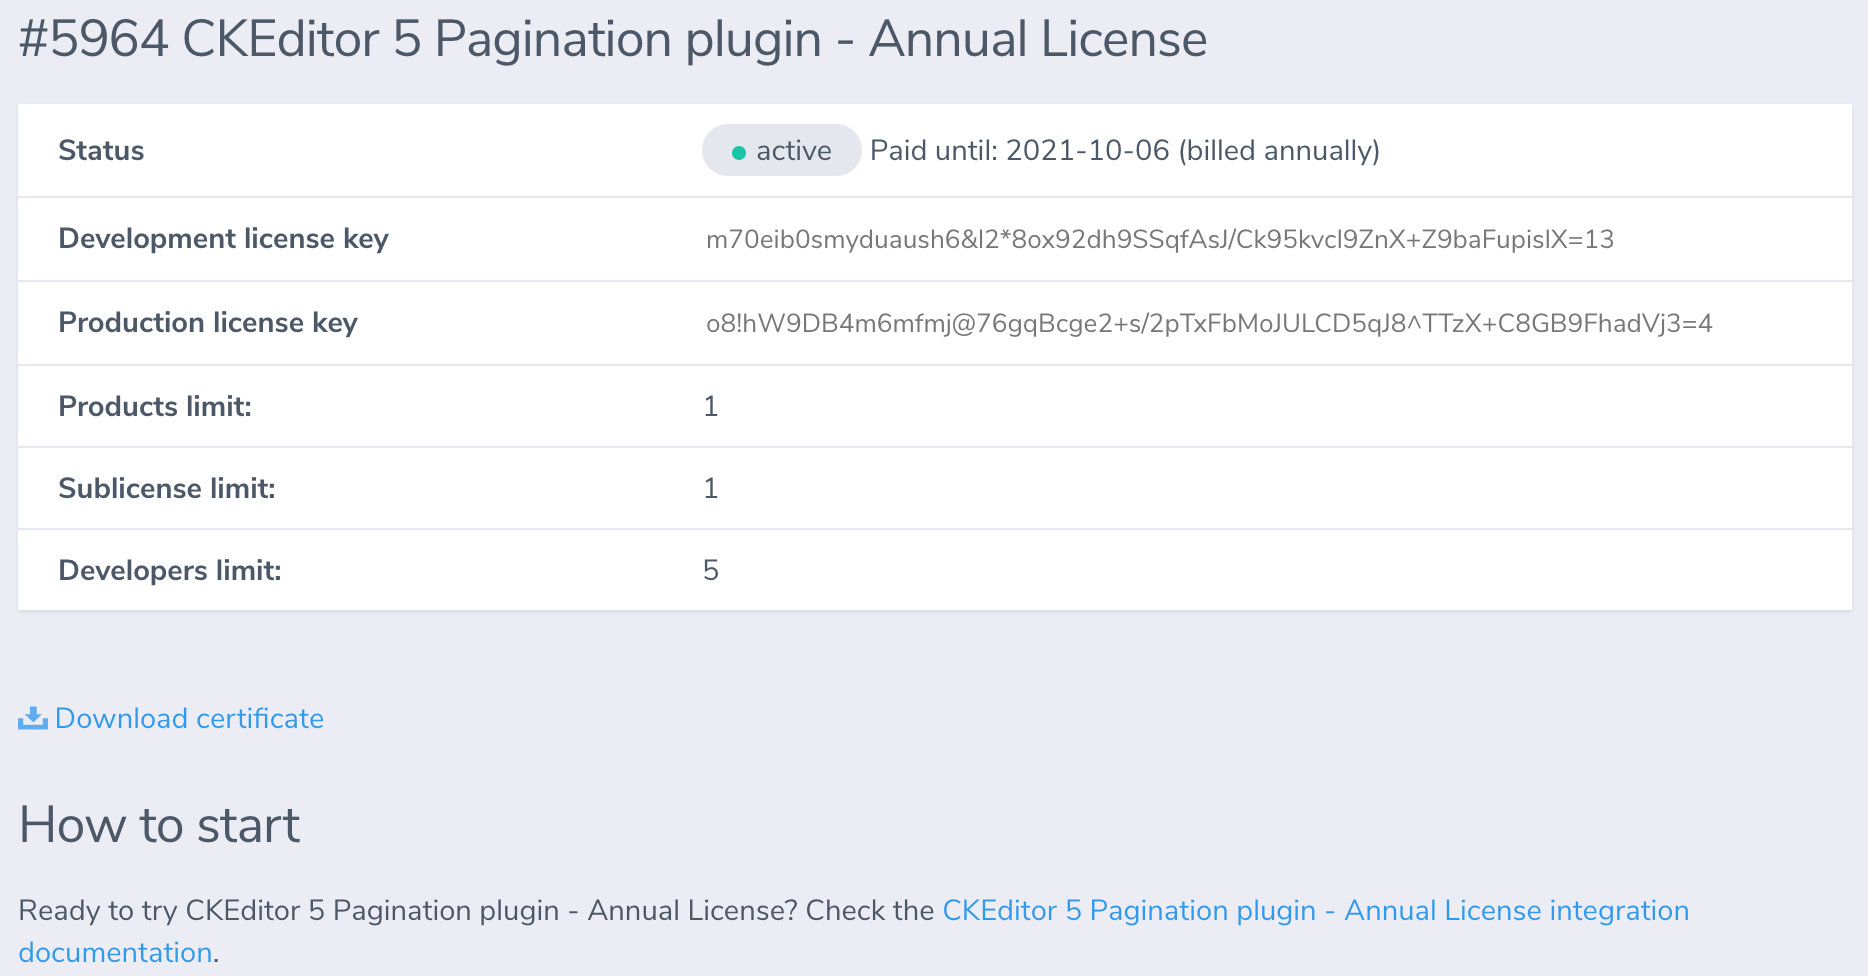 #5964 CKEditor 5 Pagination plugin - Annual License
Status active Paid until: 2021-10-06 (billed annually)
Development license key m70eib0smyduaush6&l2*8ox92dh9SSqfAsJ/Ck95kvcl9ZnX+Z9baFupislX=13
Production license key o8!hW9DB4m6mfmj@76gqBcge2+s/2pTxFbMoJULCD5qJ8^TTzX+C8GB9FhadVj3=4
Products limit: 1
Sublicense limit: 1
Developers limit: 5
Download certificate
How to start
Ready to try CKEditor 5 Pagination plugin - Annual License? Check the CKEditor 5 Pagination plugin - Annual License integration
documentation.